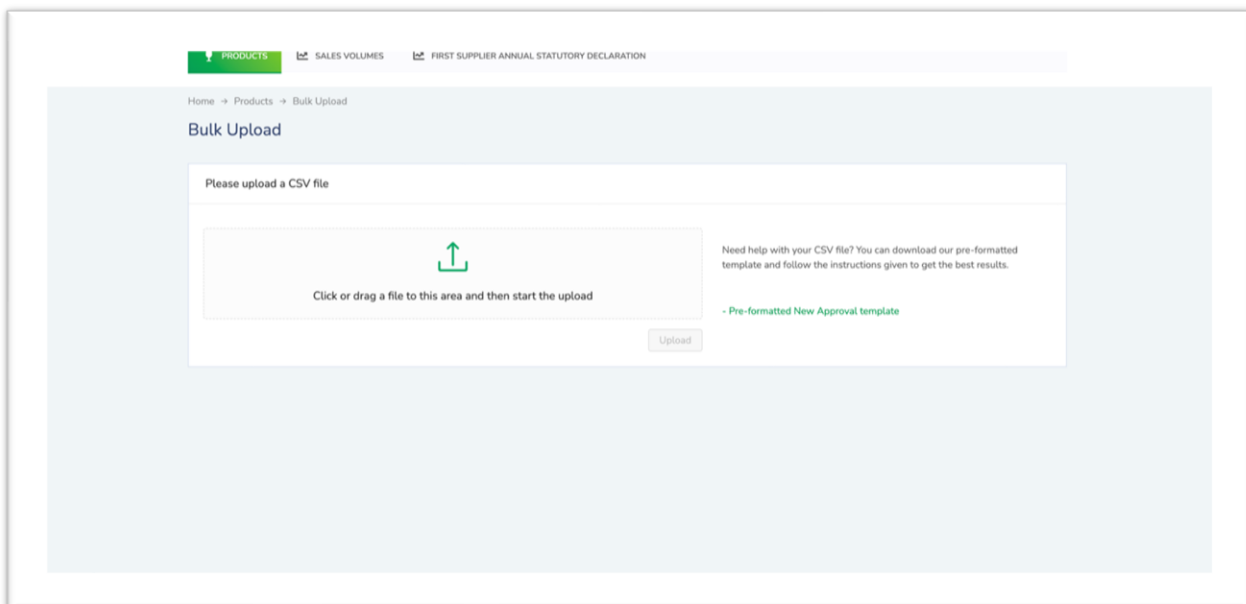 PRODUCTS SALES VOLUMES FIRST SUPPLIER ANNUAL STATUTORY DECLARATION
Home → Products → Bulk Upload
Bulk Upload
Please upload a CSV file
Need help with your CSV file? You can download our pre-formatted
template and follow the instructions given to get the best results.
Click or drag a file to this area and then start the upload
- Pre-formatted New Approval template
Upload